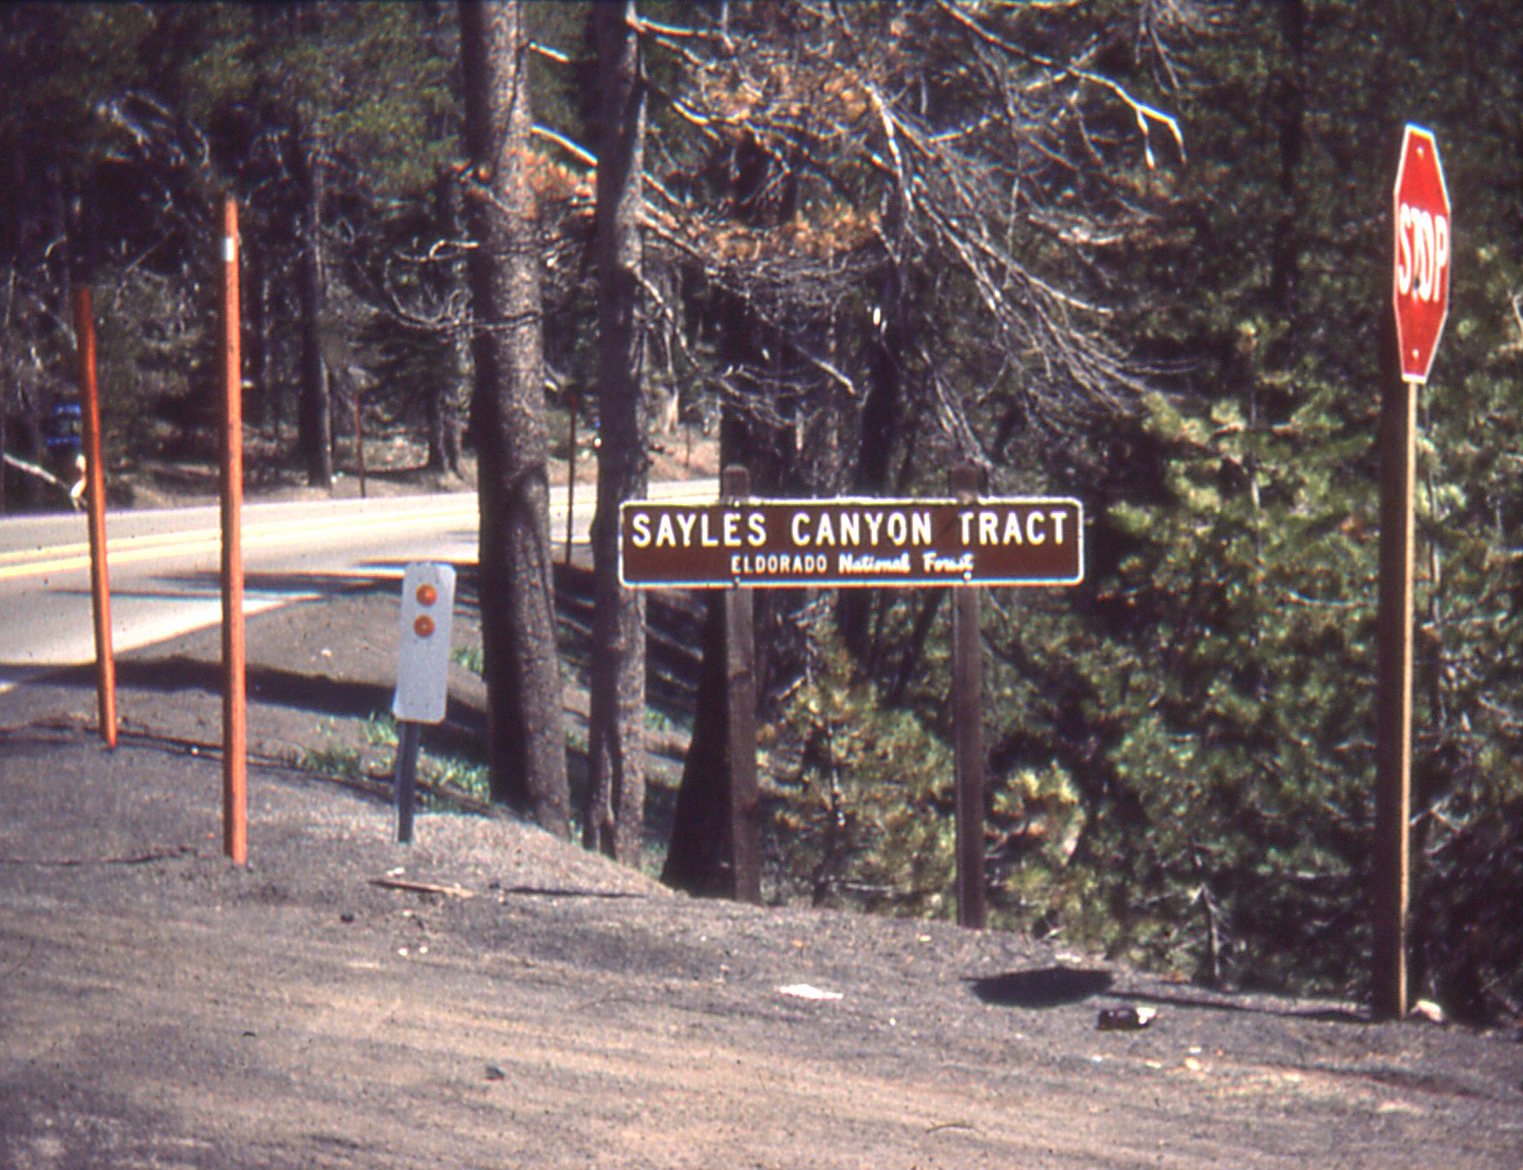 SAYLES CANYON TRACT
ELDORADO National Forest
STOP